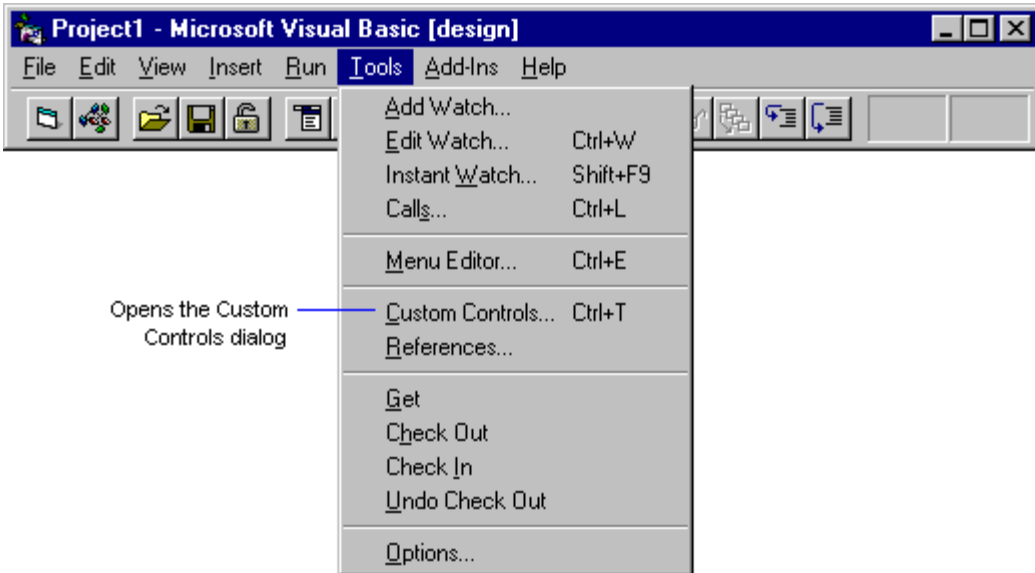 Project1 - Microsoft Visual Basic [design]
File Edit View Insert Run Tools Add-Ins Help
Add Watch...
Edit Watch... Ctrl+W
Instant Watch... Shift+F9
Calls... Ctrl+L
Menu Editor... Ctrl+E
Opens the Custom
Controls dialog
Custom Controls... Ctrl+T
References...
Get
Check Out
Check In
Undo Check Out
Options...